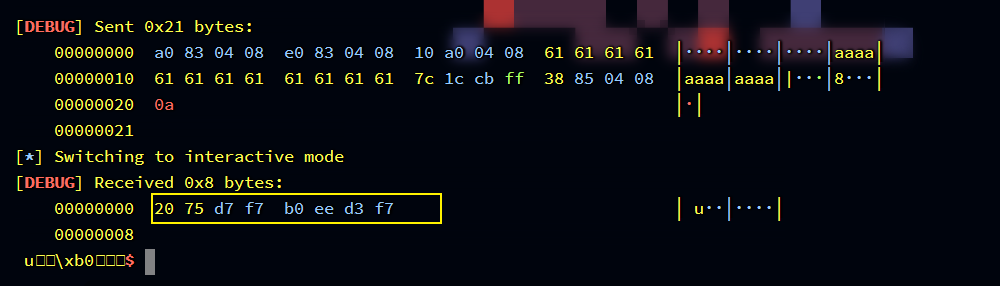 [DEBUG] Sent 0x21 bytes:
    00000000  a0 83 04 08  e0 83 04 08  10 a0 04 08  61 61 61 61  │····│····│····│aaaa│
    00000010  61 61 61 61  61 61 61 61  7c 1c cb ff  38 85 04 08  │aaaa│aaaa││···│8···│
    00000020  0a                                                  │·│
    00000021
[*] Switching to interactive mode
[DEBUG] Received 0x8 bytes:
    00000000  20 75 d7 f7  b0 ee d3 f7                            │ u··│····│
    00000008
 u□□\xb0□□□$